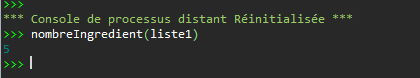 >>>
*** Console de processus distant Réinitialisée ***
>>> nombreIngredient(liste1)
5
>>>